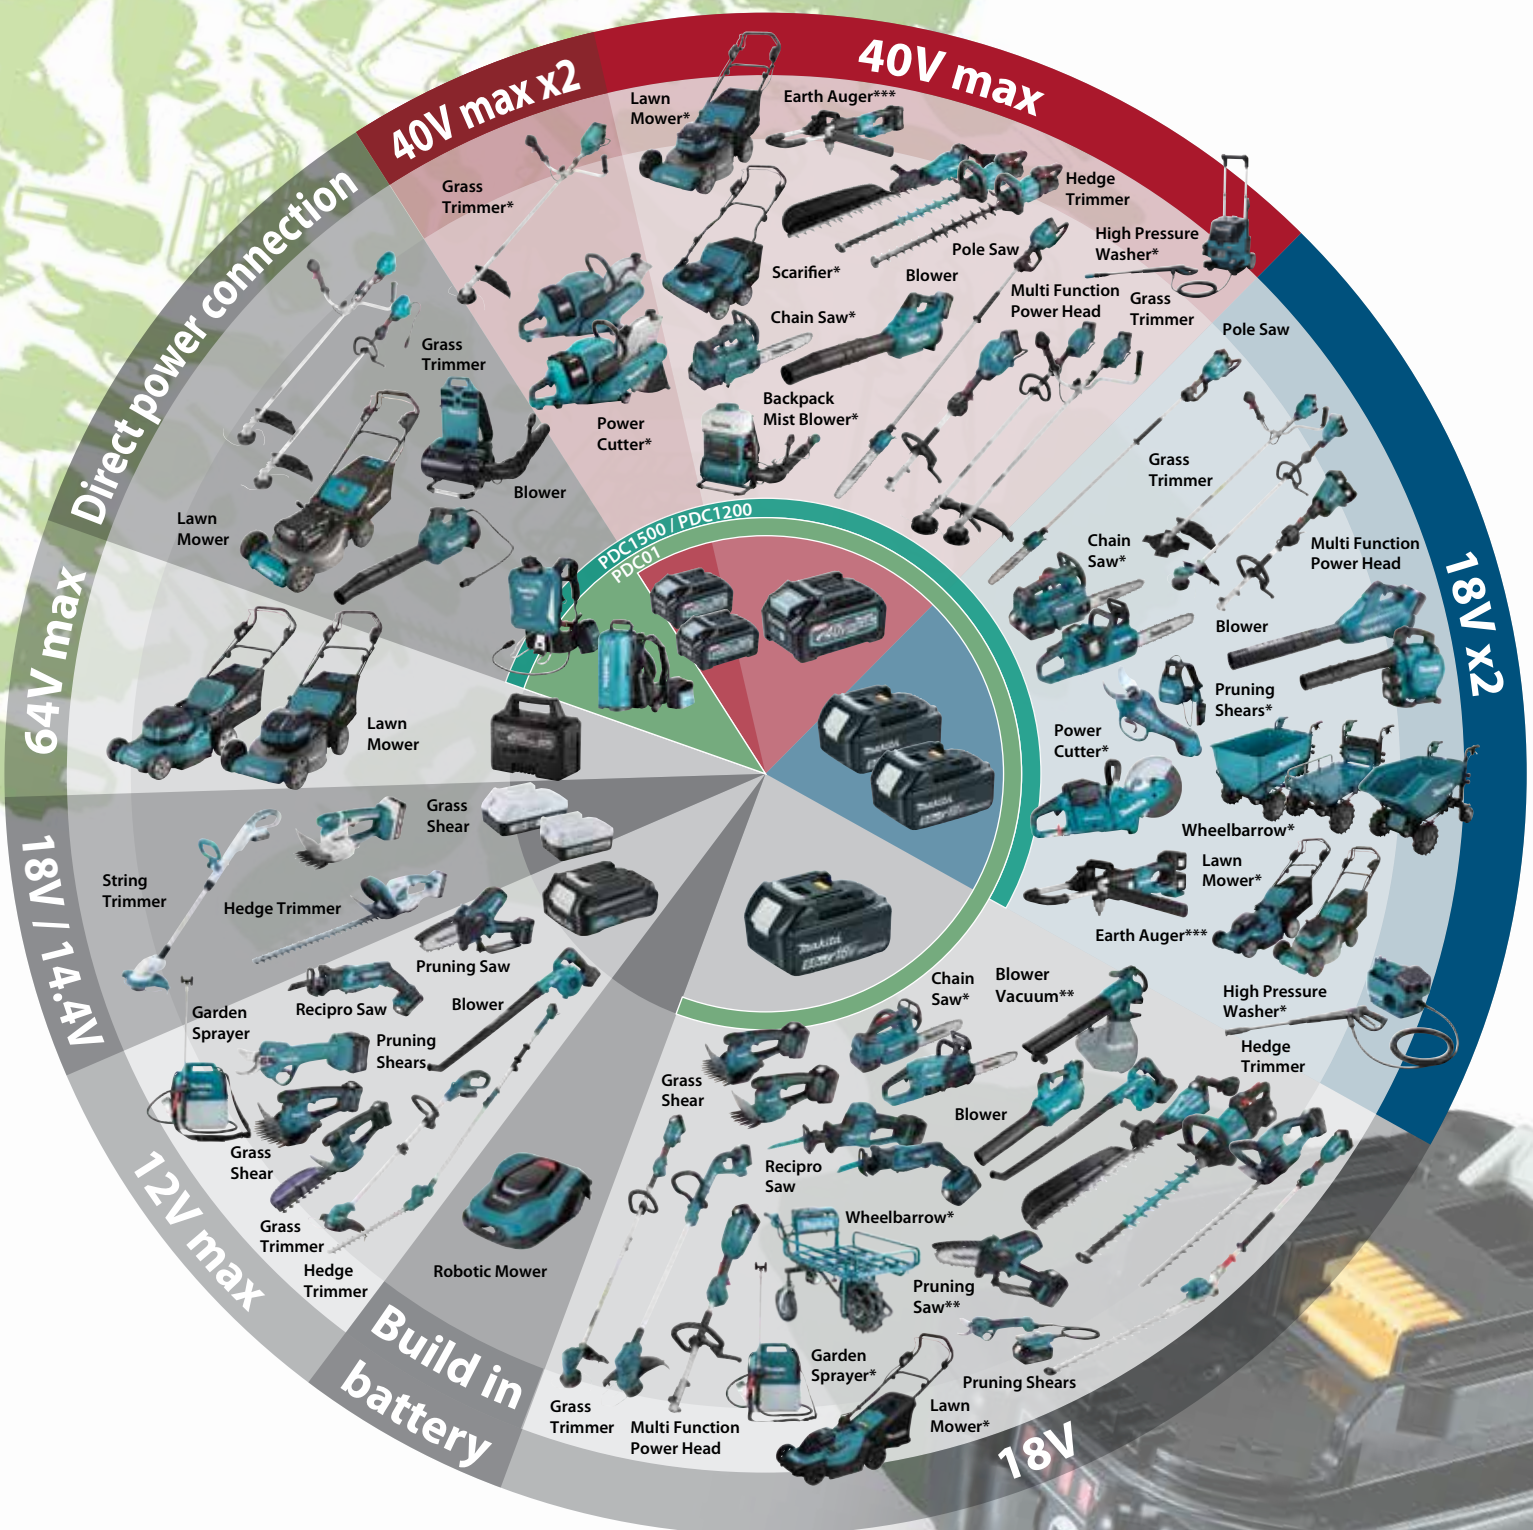 40V max
Lawn
Mower*
Earth Auger***
Hedge
Trimmer
Scarifier*
Pole Saw
High Pressure
Washer*
Blower
Multi Function
Power Head
Grass
Trimmer
Chain Saw*
Backpack
Mist Blower*
18V x2
Pole Saw
Grass
Trimmer
Chain
Saw*
Multi Function
Power Head
Blower
Pruning
Shears*
Power
Cutter*
Wheelbarrow*
Lawn
Mower*
Earth Auger***
High Pressure
Washer*
Hedge
Trimmer
18V
Chain
Saw*
Blower
Vacuum**
Grass
Shear
Blower
Recipro
Saw
Wheelbarrow*
Pruning
Saw**
Garden
Sprayer*
Pruning Shears
Grass
Trimmer
Multi Function
Power Head
Lawn
Mower*
Build in
battery
Robotic Mower
12V max
Pruning Saw
Recipro Saw
Blower
Garden
Sprayer
Pruning
Shears
Grass
Shear
Grass
Trimmer
Hedge
Trimmer
18V / 14.4V
Grass
Shear
String
Trimmer
Hedge Trimmer
64V max
Lawn
Mower
Direct power connection
Grass
Trimmer
Blower
Lawn
Mower
40V max x2
Grass
Trimmer*
Power
Cutter*
PDC1500 / PDC1200
PDC01
makita
makita
makita